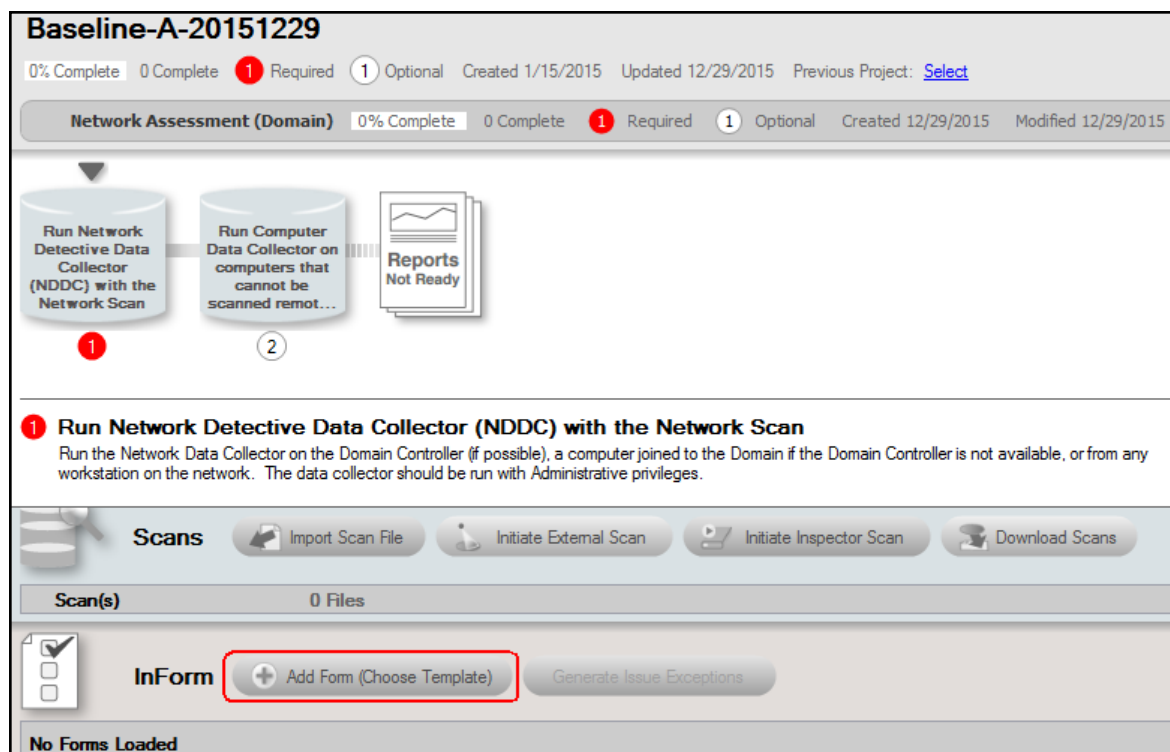 Baseline-A-20151229
0% Complete 0 Complete 1 Required 1 Optional Created 1/15/2015 Updated 12/29/2015 Previous Project: Select
Network Assessment (Domain) 0% Complete 0 Complete 1 Required 1 Optional Created 12/29/2015 Modified 12/29/2015
Run Network
Detective Data
Collector
(NDDC) with the
Network Scan
1
Run Computer
Data Collector on
computers that
cannot be
scanned remot...
2
Reports
Not Ready
1 Run Network Detective Data Collector (NDDC) with the Network Scan
Run the Network Data Collector on the Domain Controller (if possible), a computer joined to the Domain if the Domain Controller is not available, or from any
workstation on the network. The data collector should be run with Administrative privileges.
Scans Import Scan File Initiate External Scan Initiate Inspector Scan Download Scans
Scan(s) 0 Files
InForm Add Form (Choose Template) Generate Issue Exceptions
No Forms Loaded